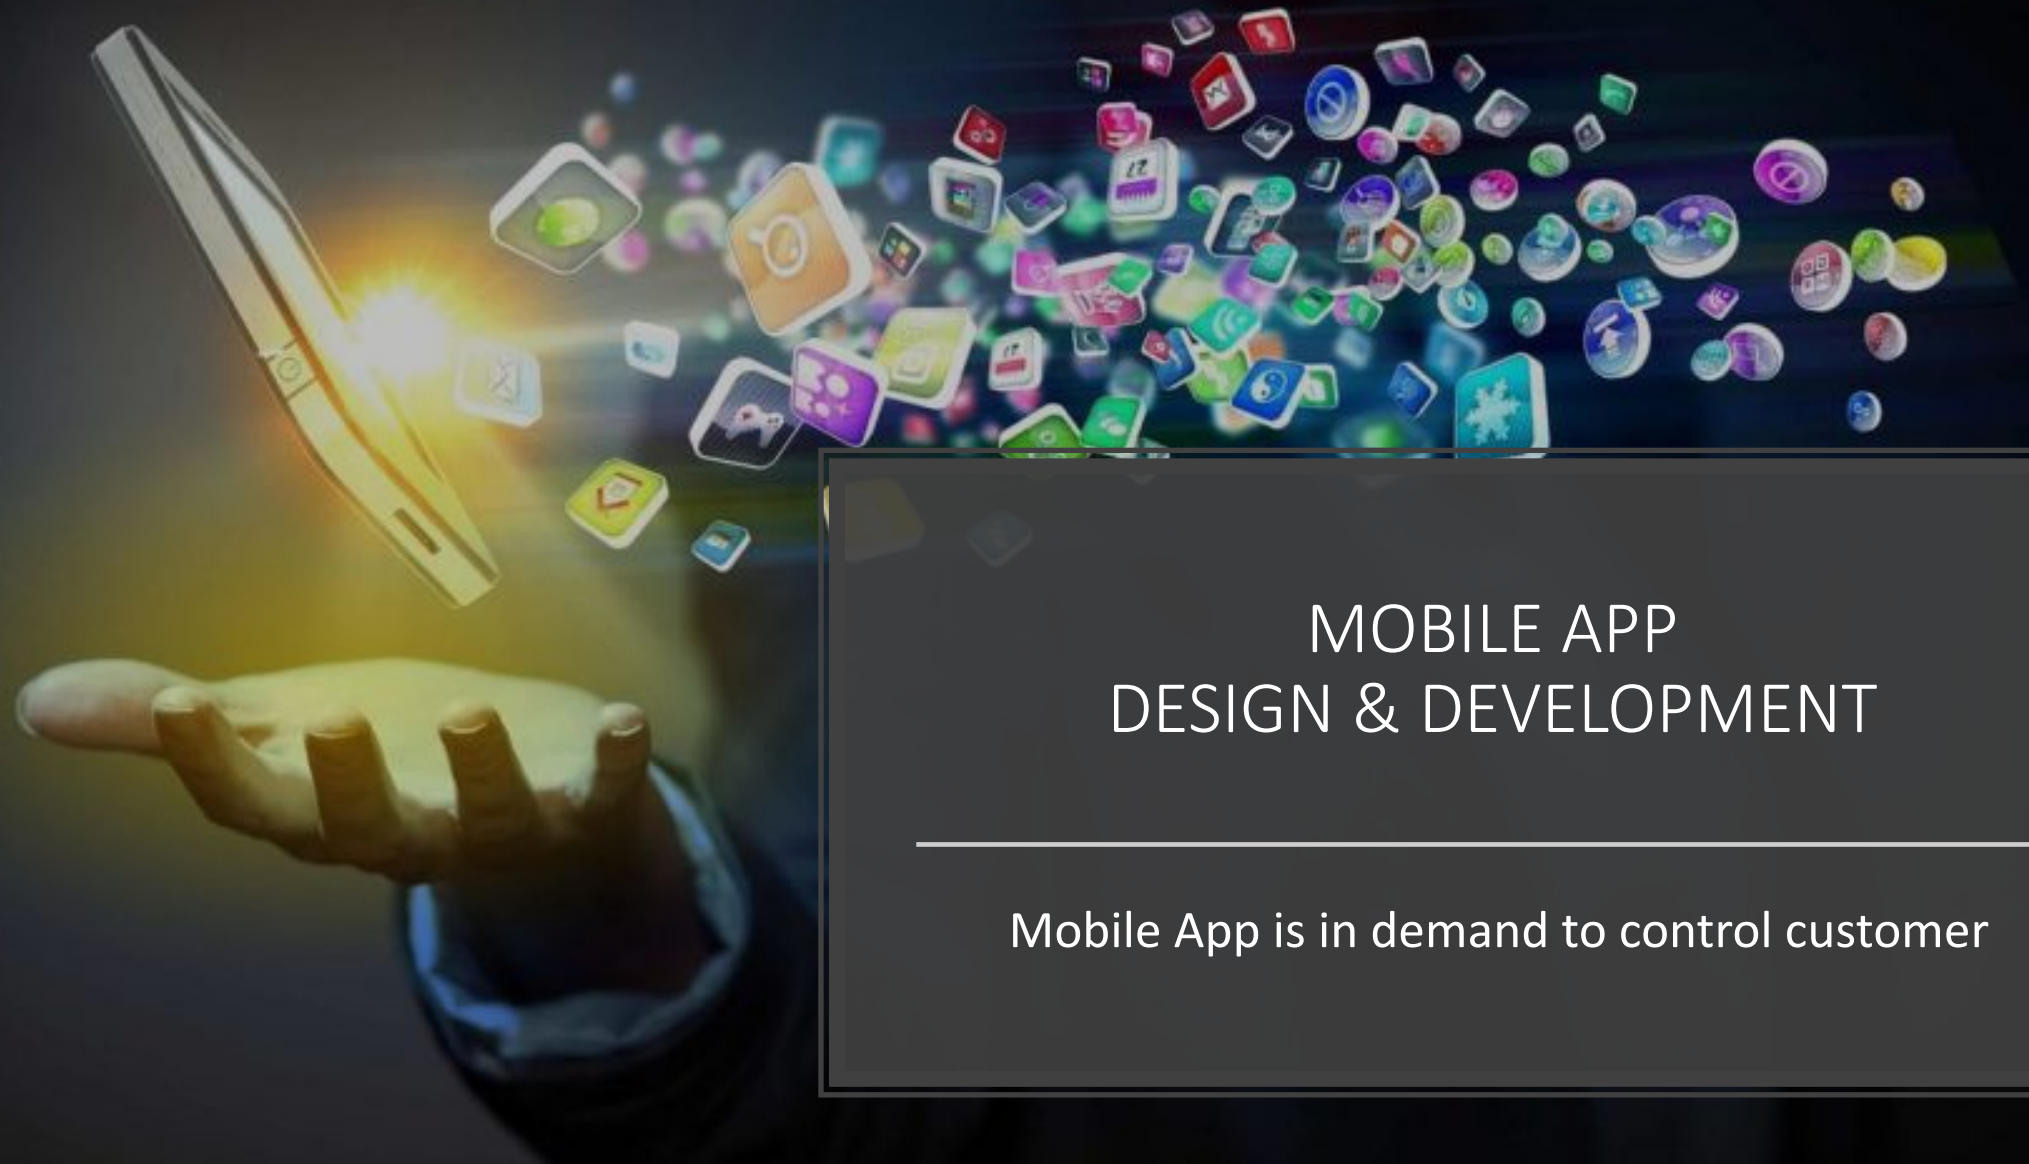 MOBILE APP
DESIGN & DEVELOPMENT
Mobile App is in demand to control customer